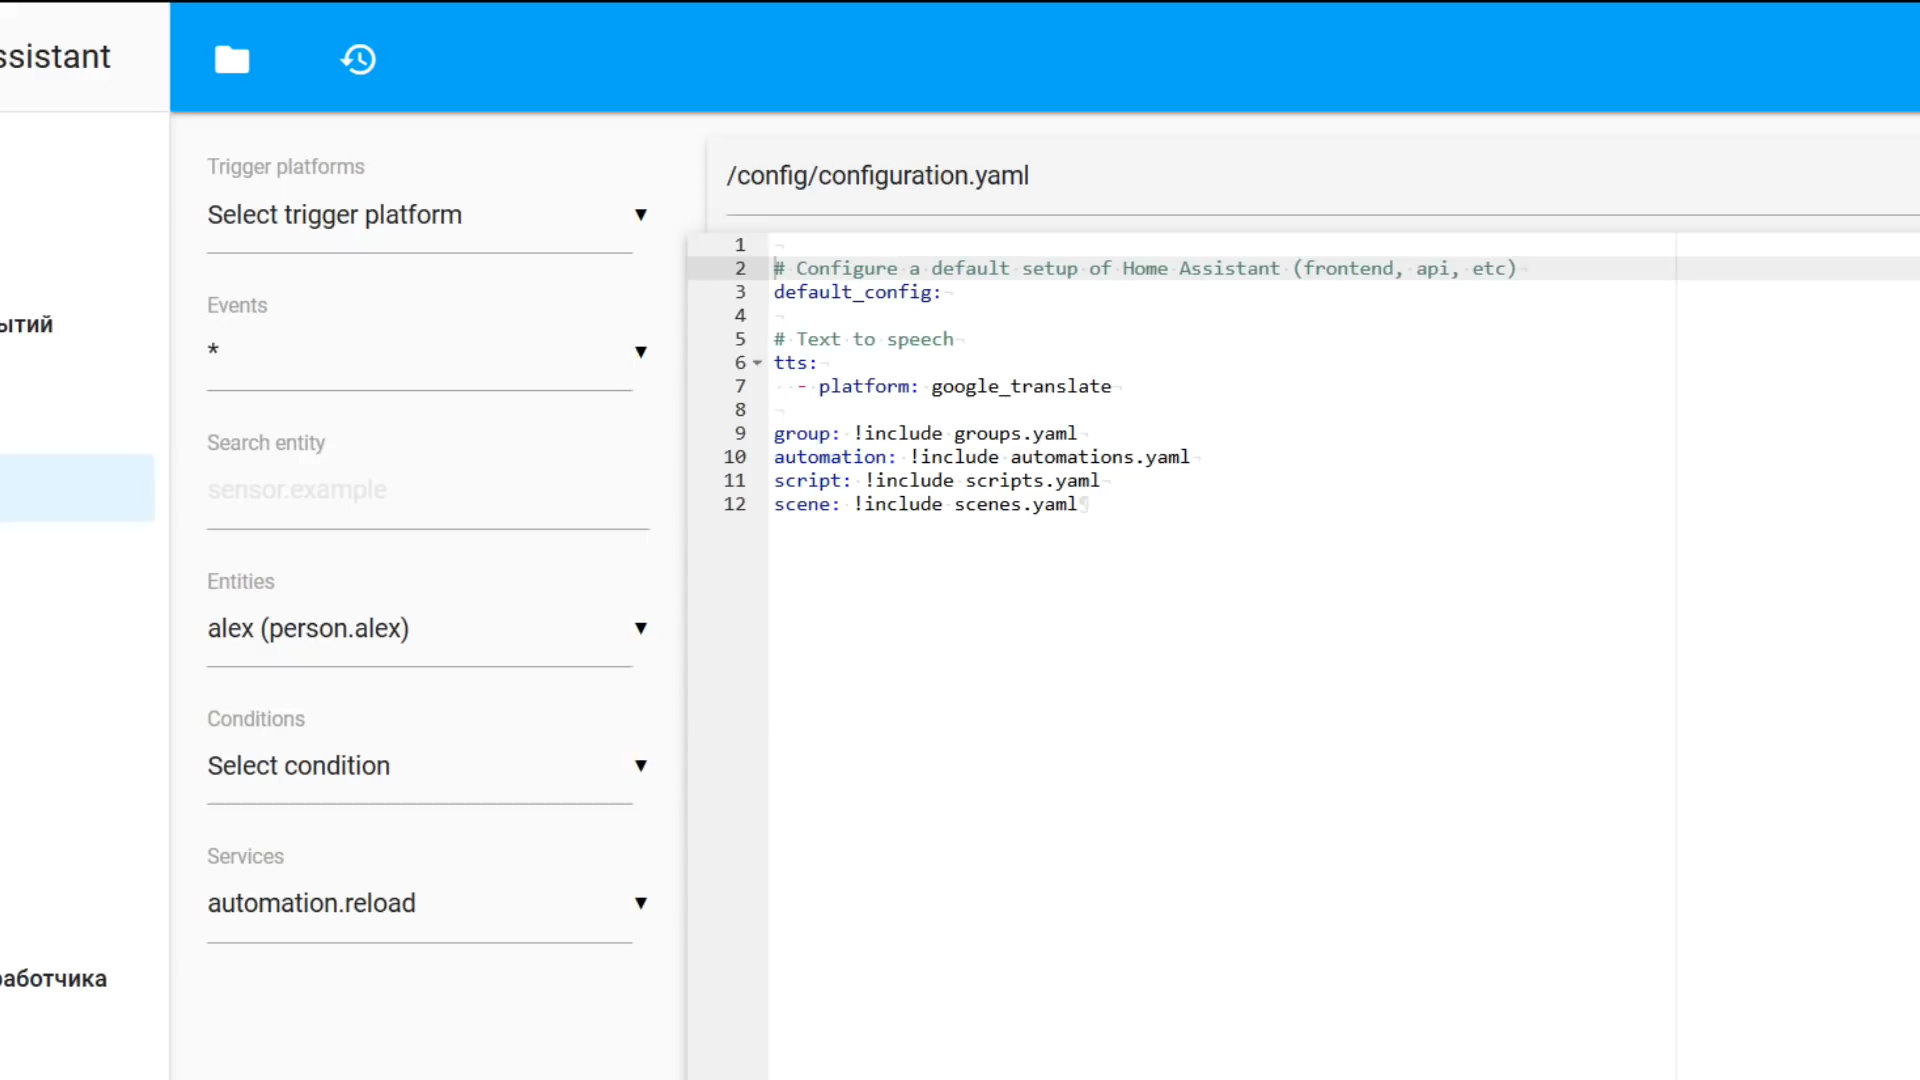 ssistant
ытий
работчика
Trigger platforms
Select trigger platform
Events
*
Search entity
sensor.example
Entities
alex (person.alex)
Conditions
Select condition
Services
automation.reload
/config/configuration.yaml
1
2 # Configure a default setup of Home Assistant (frontend, api, etc)
3 default_config:
4
5 # Text to speech
6 tts:
7   - platform: google_translate
8
9 group: !include groups.yaml
10 automation: !include automations.yaml
11 script: !include scripts.yaml
12 scene: !include scenes.yaml